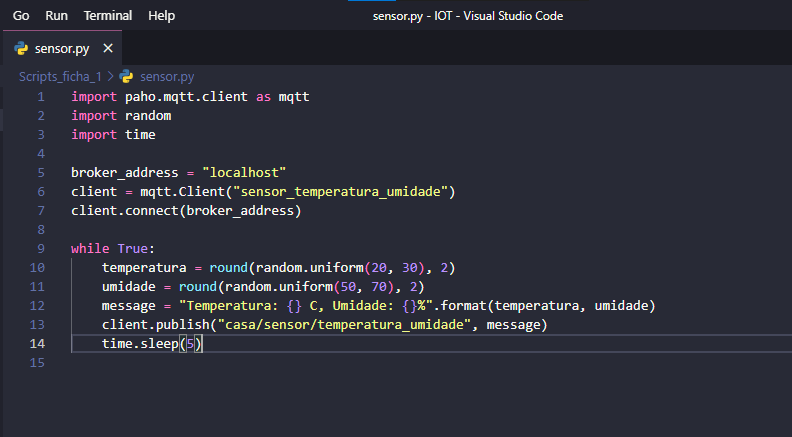 Go Run Terminal Help sensor.py - IOT - Visual Studio Code
sensor.py ×
Scripts_ficha_1 > sensor.py
1 import paho.mqtt.client as mqtt
2 import random
3 import time
4
5 broker_address = "localhost"
6 client = mqtt.Client("sensor_temperatura_umidade")
7 client.connect(broker_address)
8
9 while True:
10     temperatura = round(random.uniform(20, 30), 2)
11     umidade = round(random.uniform(50, 70), 2)
12     message = "Temperatura: {} C, Umidade: {}%".format(temperatura, umidade)
13     client.publish("casa/sensor/temperatura_umidade", message)
14     time.sleep(5)
15